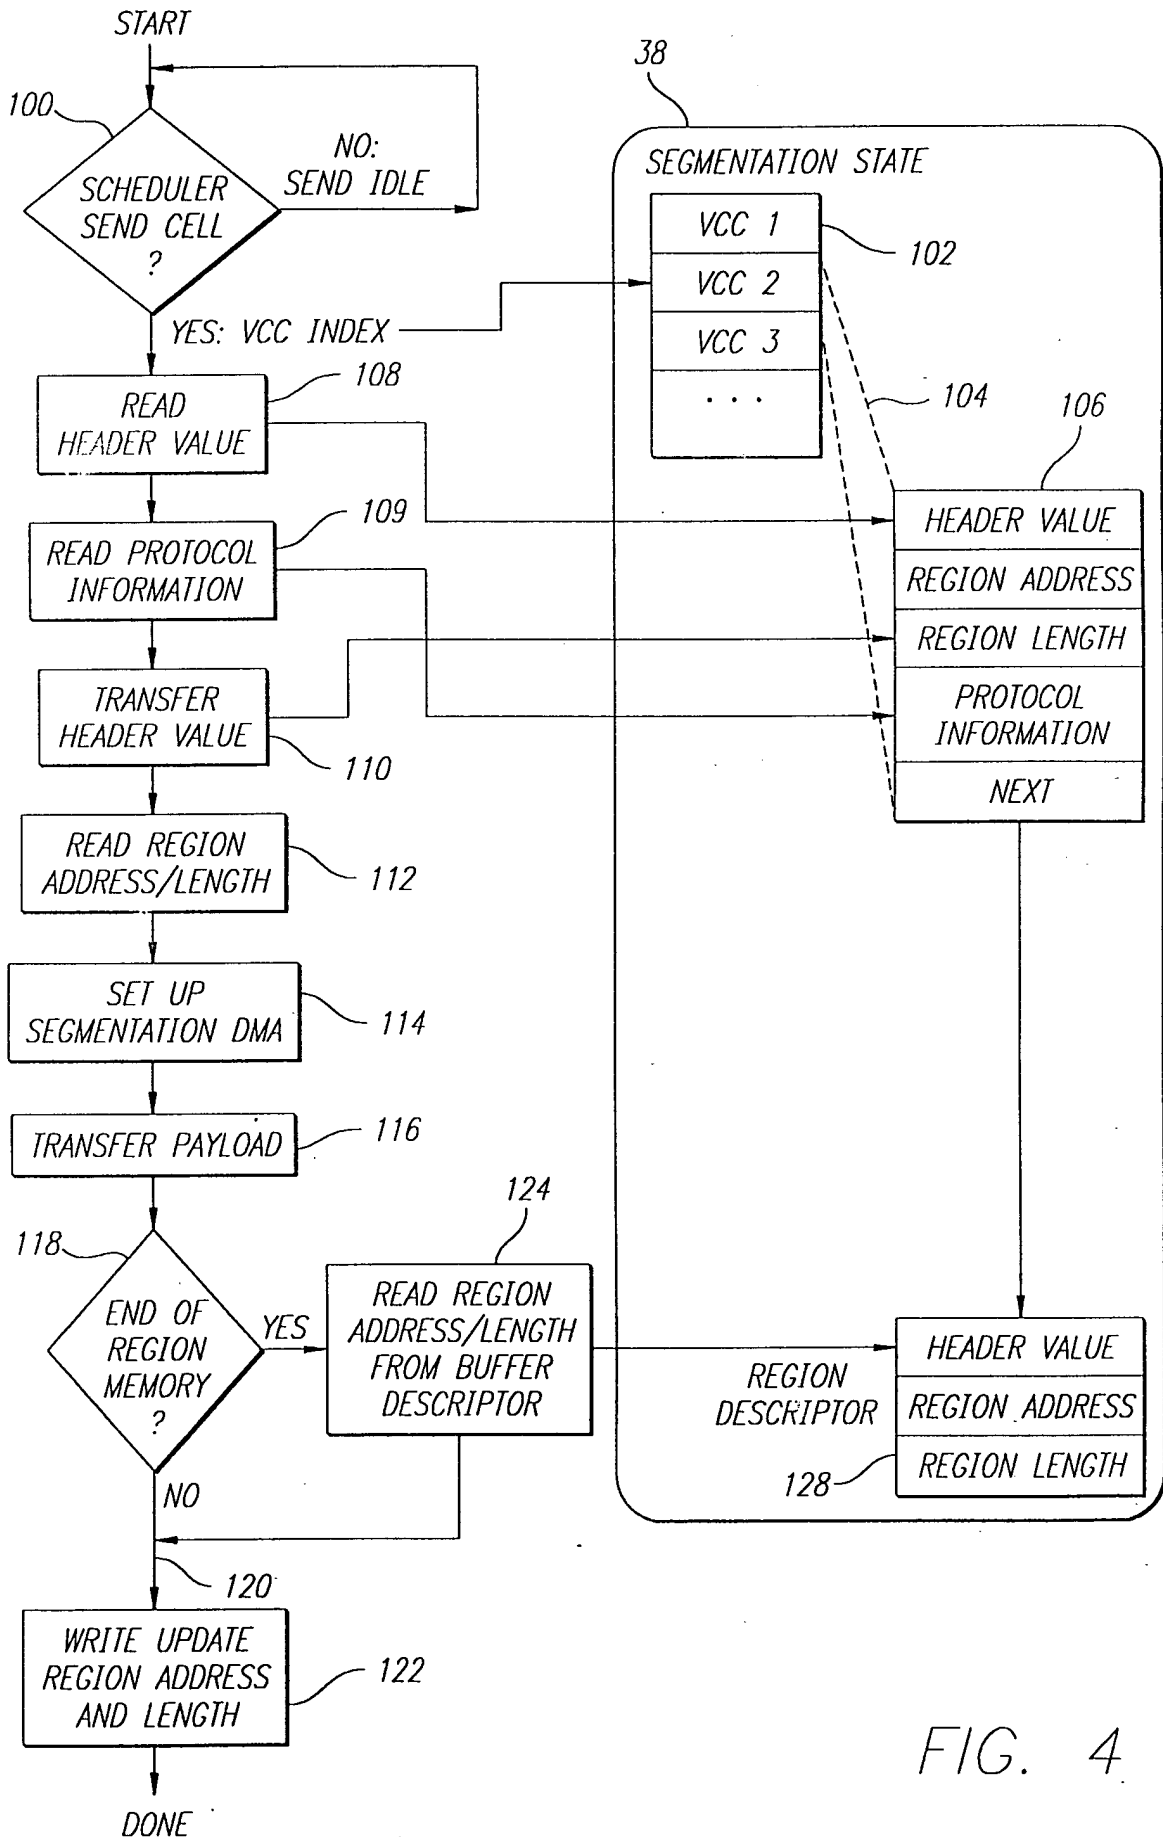 START
100
SCHEDULER
SEND CELL
?
NO:
SEND IDLE
YES: VCC INDEX
READ
HEADER VALUE
108
READ PROTOCOL
INFORMATION
109
TRANSFER
HEADER VALUE
110
READ REGION
ADDRESS/LENGTH
112
SET UP
SEGMENTATION DMA
114
TRANSFER PAYLOAD
116
118
END OF
REGION
MEMORY
?
YES
124
READ REGION
ADDRESS/LENGTH
FROM BUFFER
DESCRIPTOR
NO
120
WRITE UPDATE
REGION ADDRESS
AND LENGTH
122
DONE
38
SEGMENTATION STATE
VCC 1
VCC 2
VCC 3
. . .
102
104
106
HEADER VALUE
REGION ADDRESS
REGION LENGTH
PROTOCOL
INFORMATION
NEXT
REGION
DESCRIPTOR
HEADER VALUE
REGION ADDRESS
REGION LENGTH
128
FIG. 4